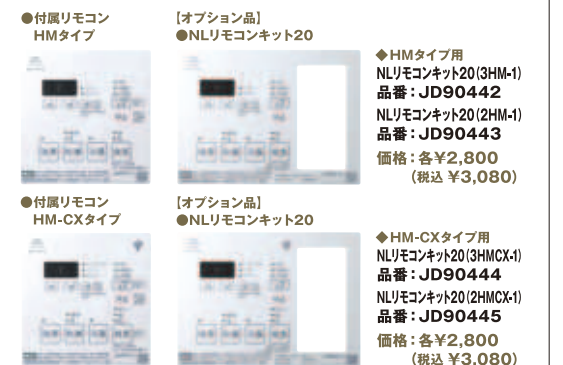 ●付属リモコン
HMタイプ
【オプション品】
●NLリモコンキット20
◆HMタイプ用
NLリモコンキット20(3HM-1)
品番：JD90442
NLリモコンキット20(2HM-1)
品番：JD90443
価格：各¥2,800
(税込 ¥3,080)
●付属リモコン
HM-CXタイプ
【オプション品】
●NLリモコンキット20
◆HM-CXタイプ用
NLリモコンキット20(3HMCX-1)
品番：JD90444
NLリモコンキット20(2HMCX-1)
品番：JD90445
価格：各¥2,800
(税込 ¥3,080)